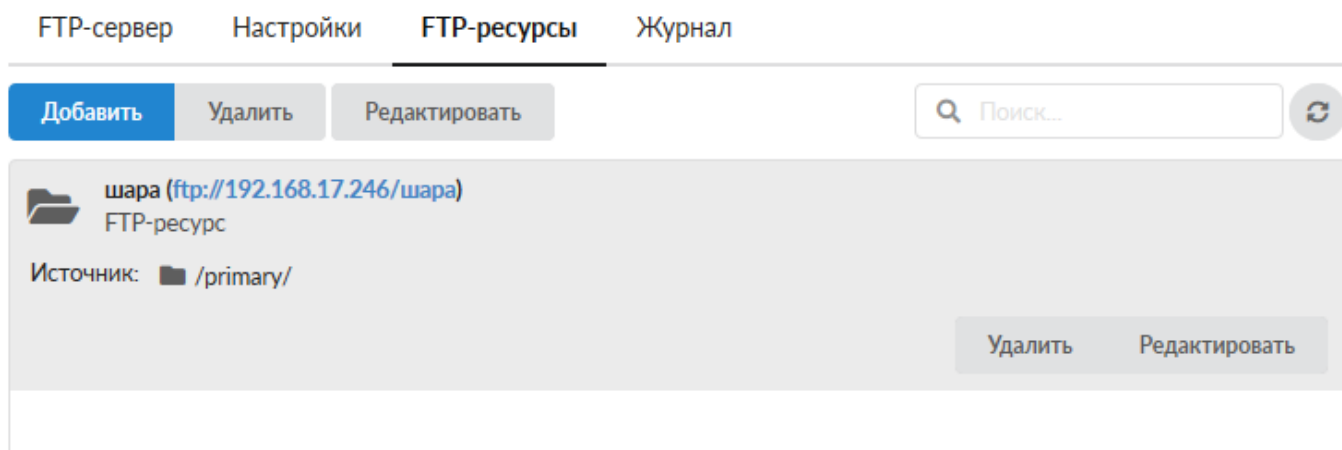 FTP-сервер Настройки FTP-ресурсы Журнал
Добавить Удалить Редактировать Поиск...
шара (ftp://192.168.17.246/шара)
FTP-ресурс
Источник: /primary/
Удалить Редактировать